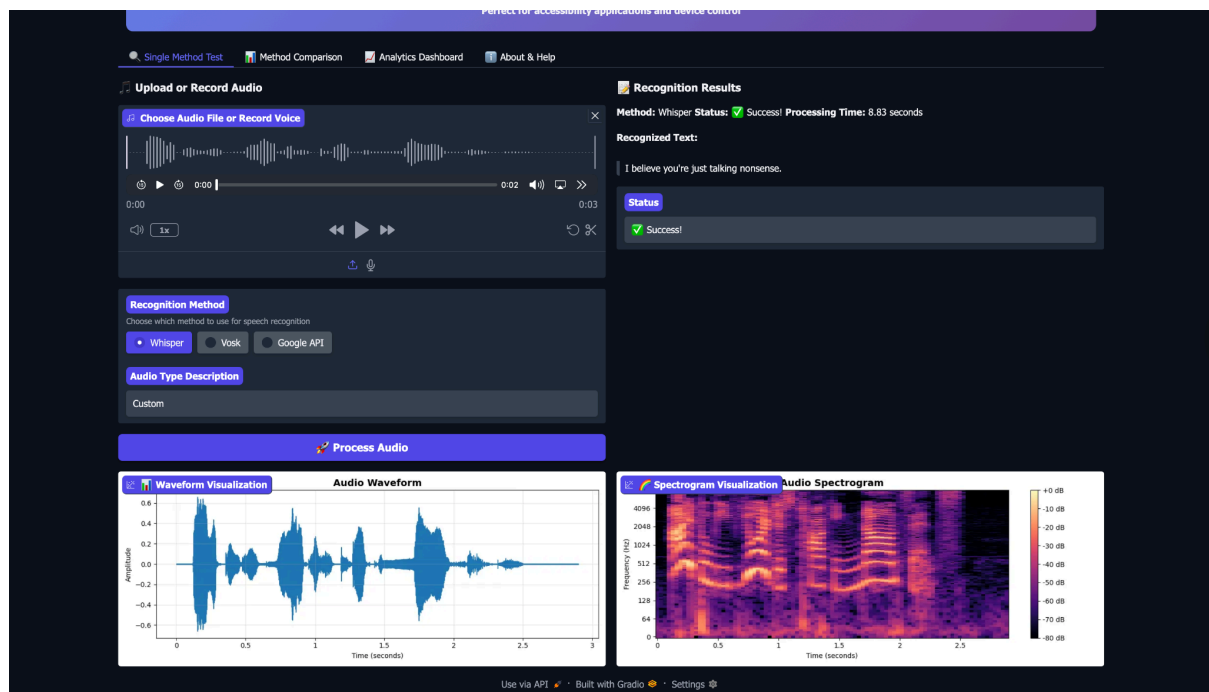 Perfect for accessibility applications and device control
Single Method Test
Method Comparison
Analytics Dashboard
About & Help
Upload or Record Audio
Choose Audio File or Record Voice
0:00
0:02
0:00
0:03
1x
Recognition Method
Choose which method to use for speech recognition
Whisper
Vosk
Google API
Audio Type Description
Custom
Process Audio
Recognition Results
Method: Whisper Status: ✅ Success! Processing Time: 8.83 seconds
Recognized Text:
I believe you're just talking nonsense.
Status
✅ Success!
Waveform Visualization
Audio Waveform
Amplitude
0.6
0.4
0.2
0.0
−0.2
−0.4
−0.6
0
0.5
1
1.5
2
2.5
3
Time (seconds)
Spectrogram Visualization
Audio Spectrogram
Frequency (Hz)
4096
2048
1024
512
256
128
64
0
0
0.5
1
1.5
2
2.5
Time (seconds)
+0 dB
-10 dB
-20 dB
-30 dB
-40 dB
-50 dB
-60 dB
-70 dB
-80 dB
Use via API · Built with Gradio · Settings